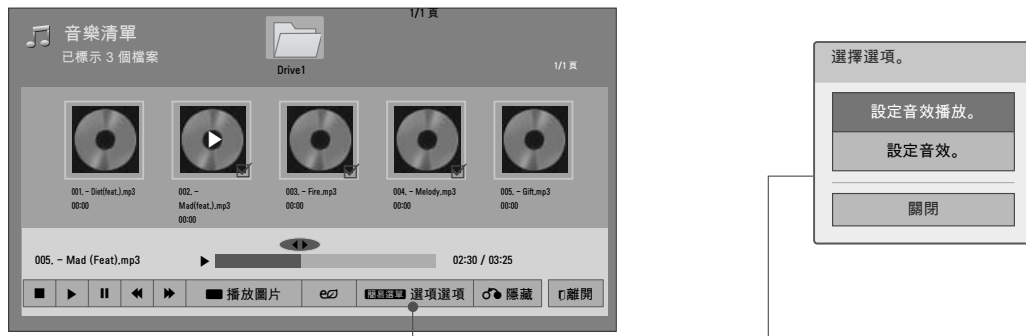 1/1 頁
音樂清單
已標示 3 個檔案
Drive1
1/1 頁
001. - Diet(feat.).mp3
00:00
002. -
Mad(feat.).mp3
00:00
003. - Fire.mp3
00:00
004. - Melody.mp3
00:00
005. - Gift.mp3
00:00
005. - Mad (Feat).mp3
02:30 / 03:25
播放圖片
簡易選單 選項選項
隱藏
離開
選擇選項。
設定音效播放。
設定音效。
關閉